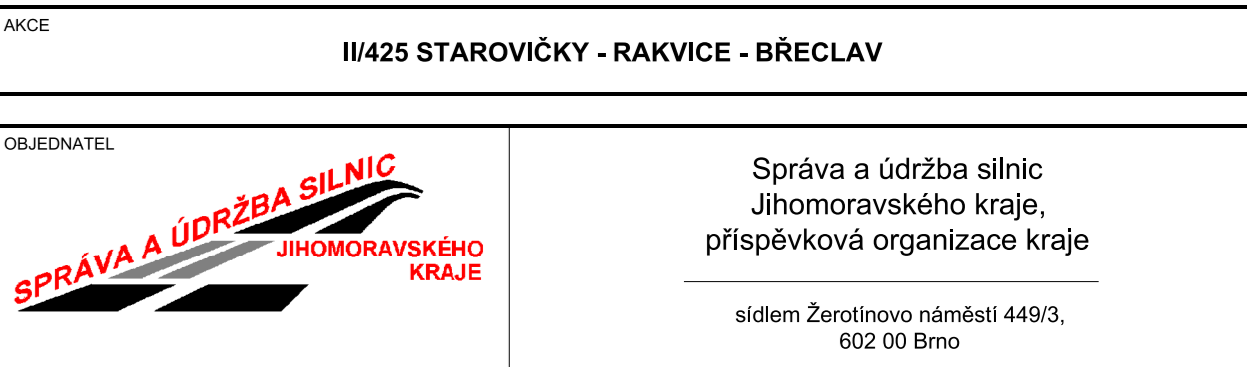 AKCE
II/425 STAROVIČKY - RAKVICE - BŘECLAV
OBJEDNATEL
SPRÁVA A ÚDRŽBA SILNIC
JIHOMORAVSKÉHO
KRAJE
Správa a údržba silnic
Jihomoravského kraje,
příspěvková organizace kraje
sídlem Žerotínovo náměstí 449/3,
602 00 Brno